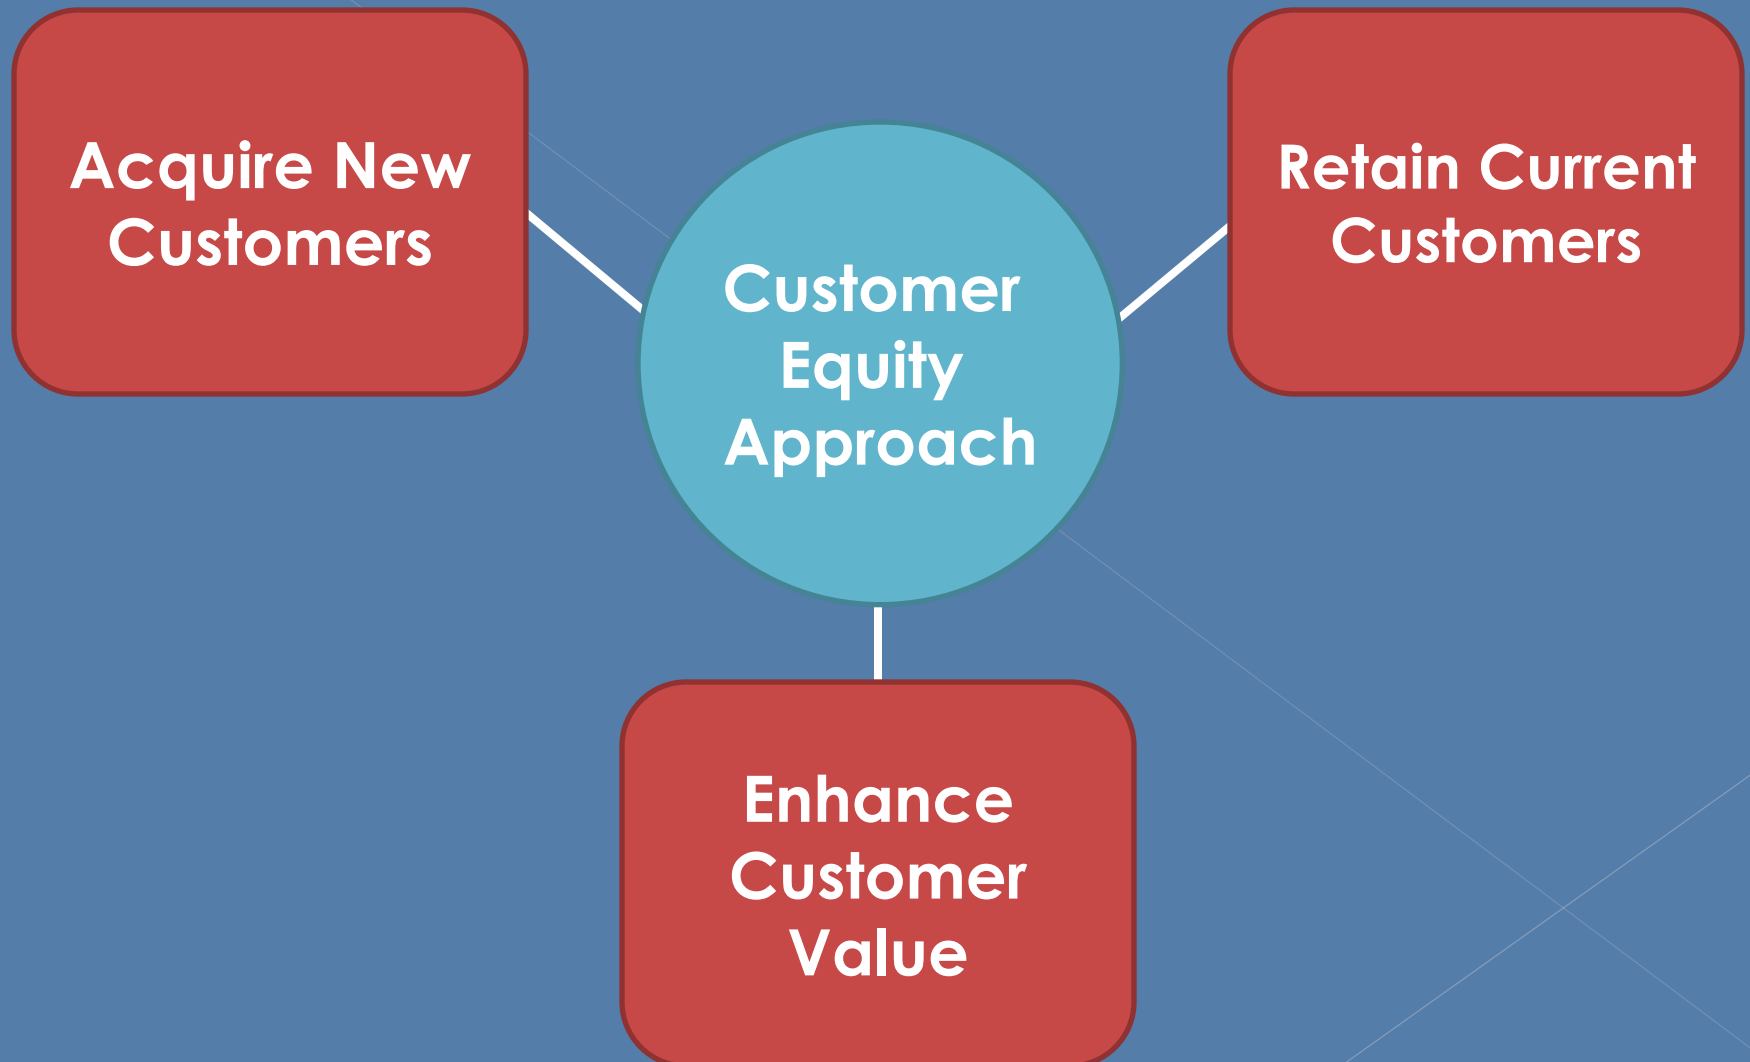 Acquire New
Customers
Customer
Equity
Approach
Retain Current
Customers
Enhance
Customer
Value